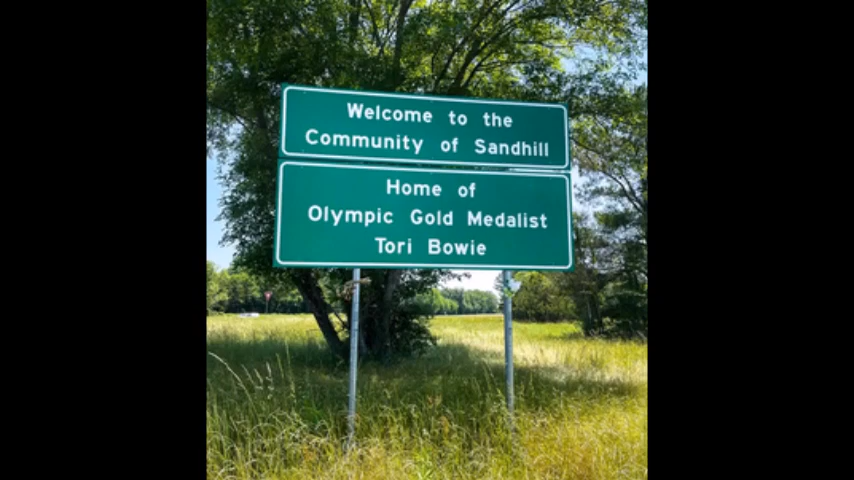 Welcome to the
Community of Sandhill
Home of
Olympic Gold Medalist
Tori Bowie